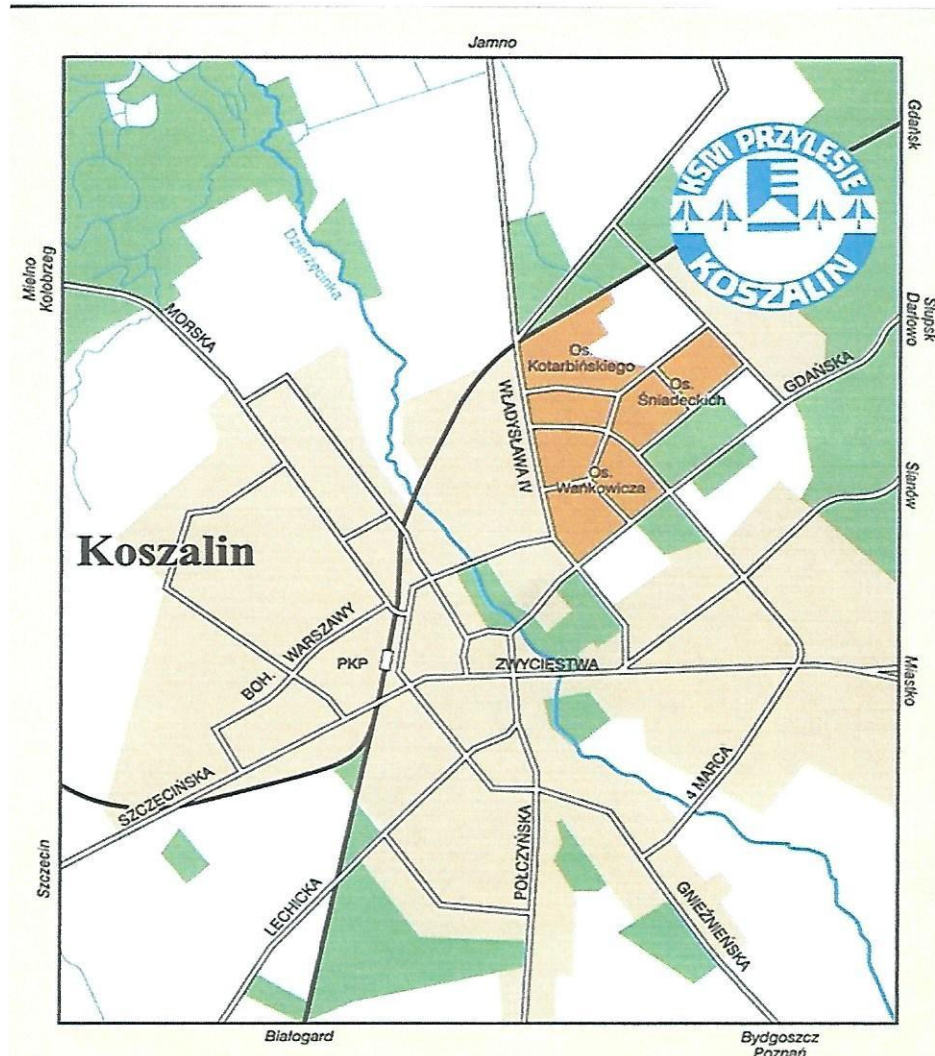 Jamno
Gdańsk
KSM PRZYLESIE
KOSZALIN
Dzierżęcinka
Mielno
Kołobrzeg
Słupsk
Darłowo
MORSKA
Os.
Kotarbińskiego
Os.
Śniadeckich
GDAŃSKA
WŁADYSŁAWA IV
Os.
Wańkowicza
Sianów
Koszalin
BOH. WARSZAWY
PKP
ZWYCIĘSTWA
Miastko
SZCZECIŃSKA
4 MARCA
Szczecin
POŁCZYŃSKA
LECHICKA
GNIEŹNIEŃSKA
Białogard
Bydgoszcz
Poznań